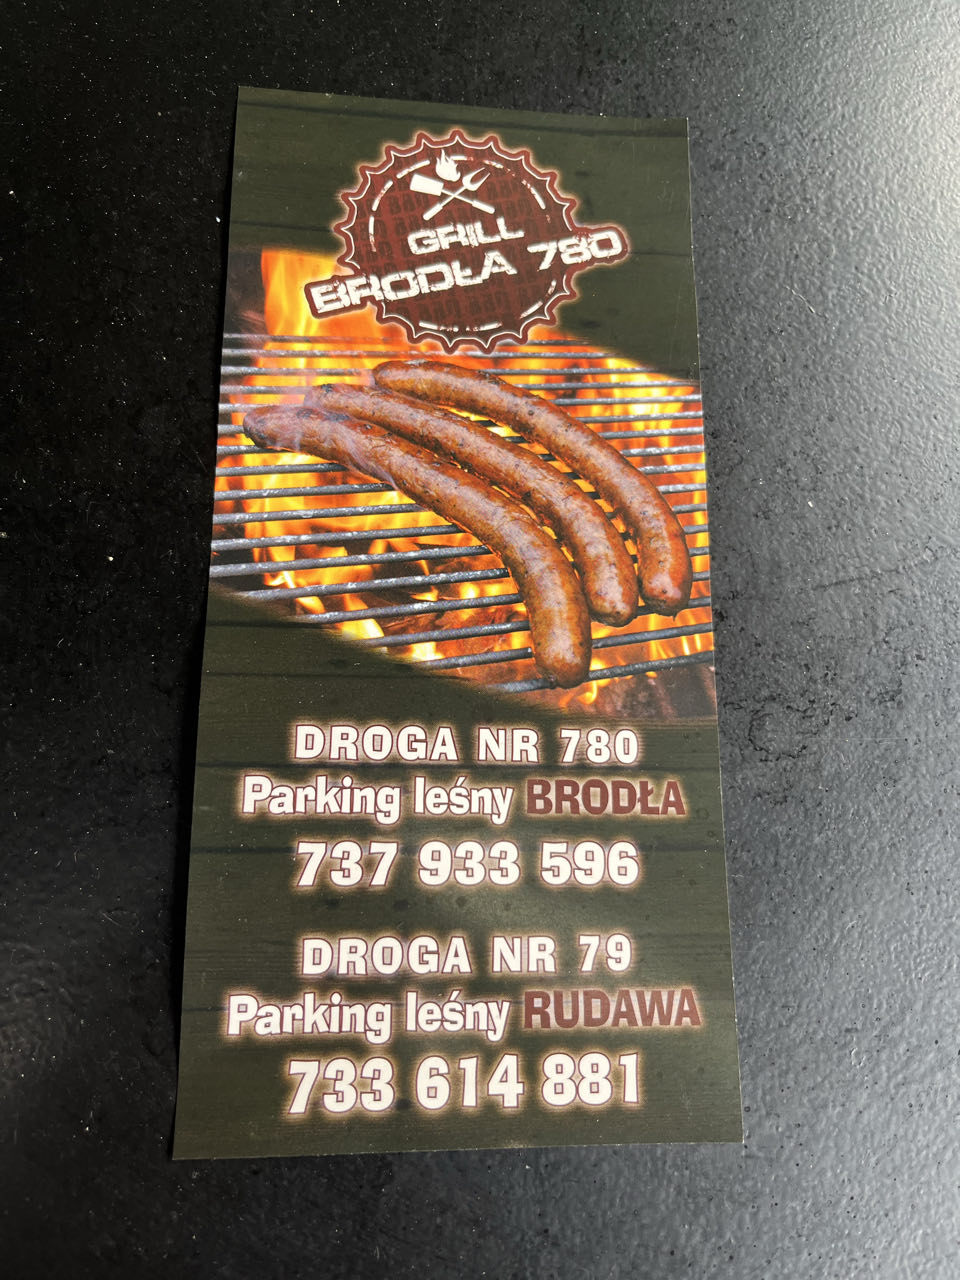 GRILL
BRODŁA 780
DROGA NR 780
Parking leśny BRODŁA
737 933 596
DROGA NR 79
Parking leśny RUDAWA
733 614 881